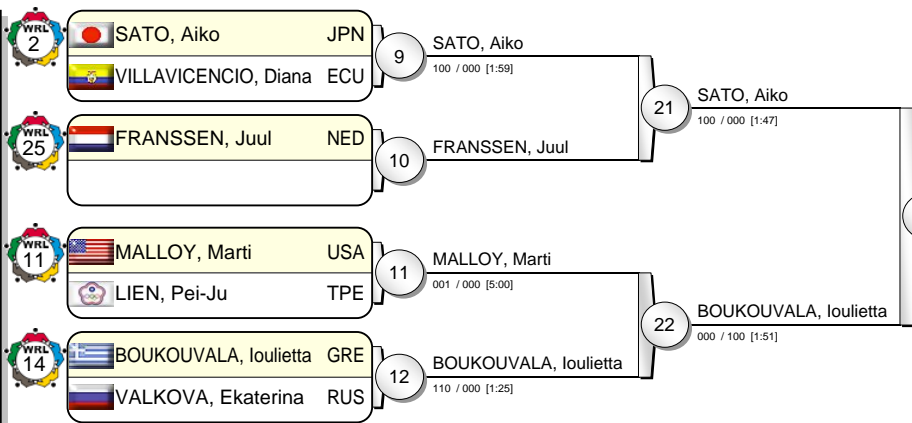 WRL
2
SATO, Aiko JPN
VILLAVICENCIO, Diana ECU
9
SATO, Aiko
100 / 000 [1:59]
WRL
25
FRANSSEN, Juul NED
10
FRANSSEN, Juul
21
SATO, Aiko
100 / 000 [1:47]
WRL
11
MALLOY, Marti USA
LIEN, Pei-Ju TPE
11
MALLOY, Marti
001 / 000 [5:00]
WRL
14
BOUKOUVALA, Ioulietta GRE
VALKOVA, Ekaterina RUS
12
BOUKOUVALA, Ioulietta
110 / 000 [1:25]
22
BOUKOUVALA, Ioulietta
000 / 100 [1:51]